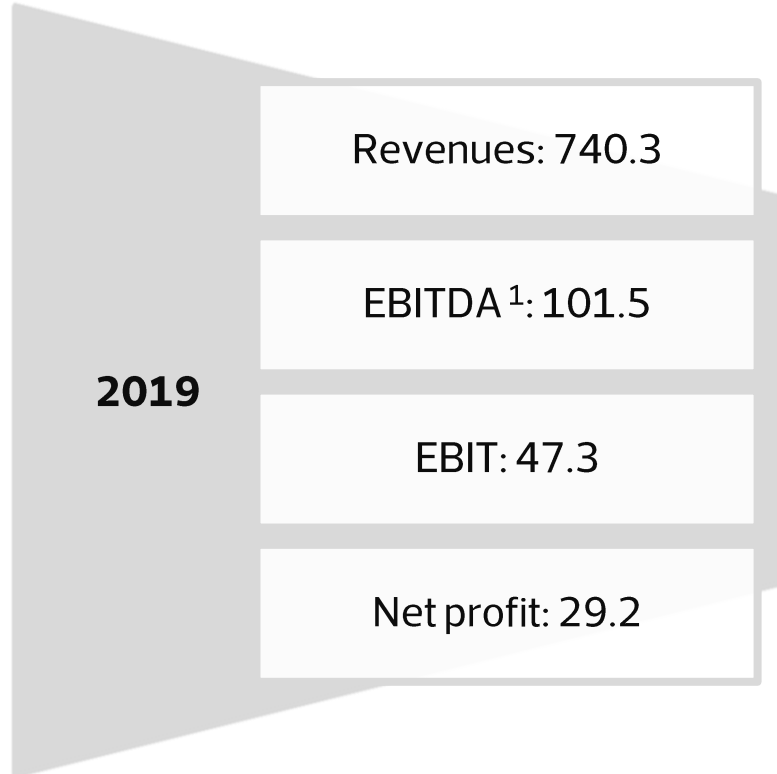 Revenues: 740.3
EBITDA ¹: 101.5
2019
EBIT: 47.3
Net profit: 29.2